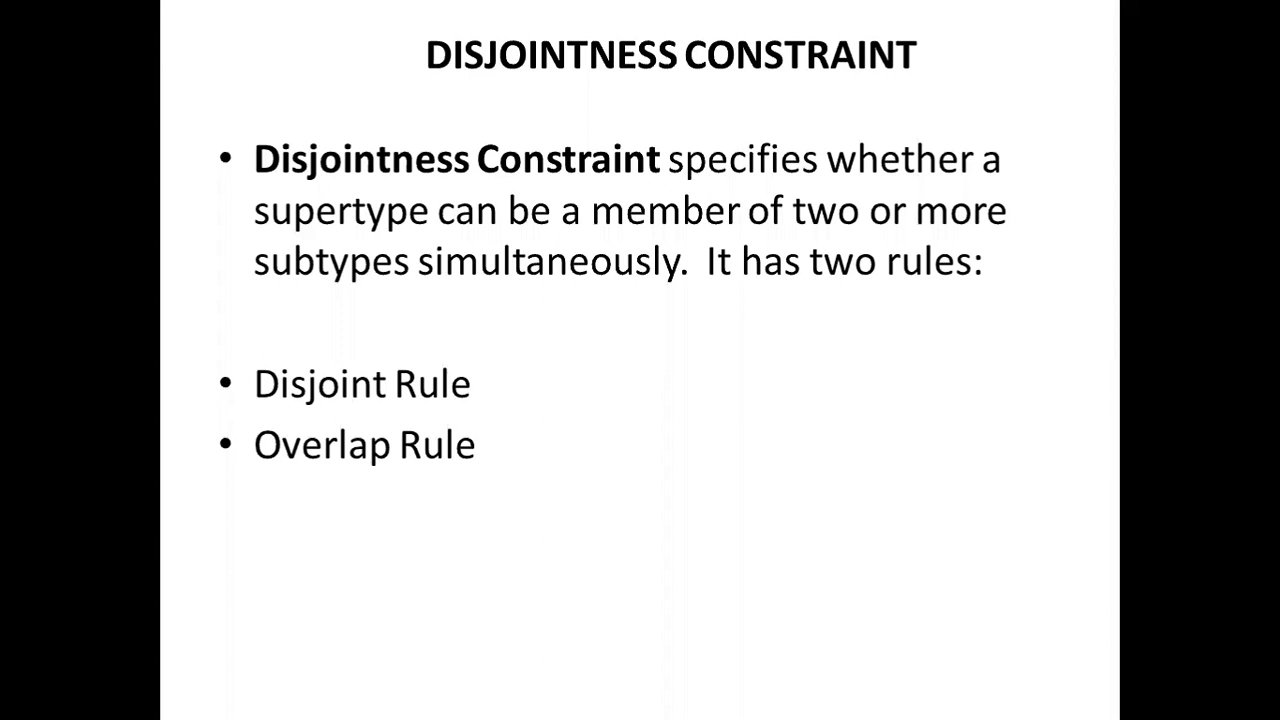 DISJOINTNESS CONSTRAINT
• Disjointness Constraint specifies whether a
supertype can be a member of two or more
subtypes simultaneously.  It has two rules:
• Disjoint Rule
• Overlap Rule